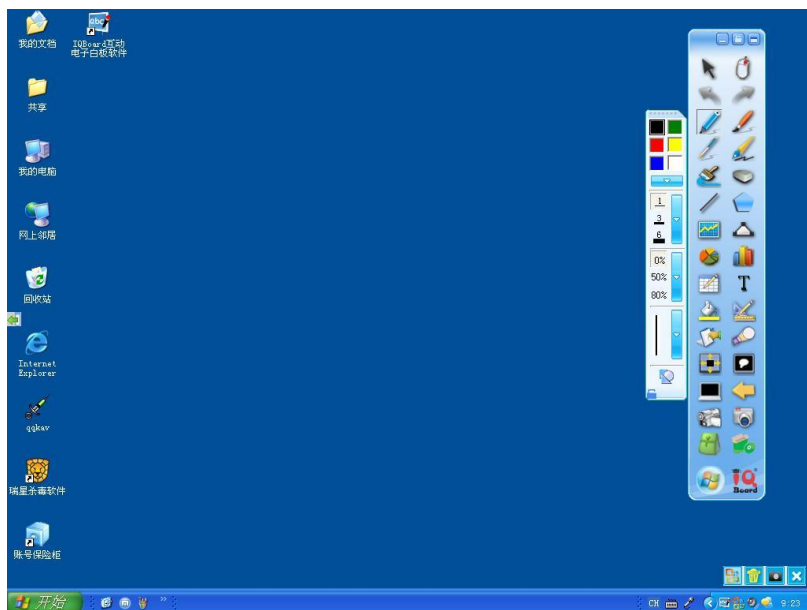 我的文档
IQBoard互动
电子白板软件
共享
我的电脑
网上邻居
回收站
Internet
Explorer
qqkav
瑞星杀毒软件
账号保险柜
abc
1
3
6
0%
50%
80%
T
iQ
Board
开始
CH
9:23